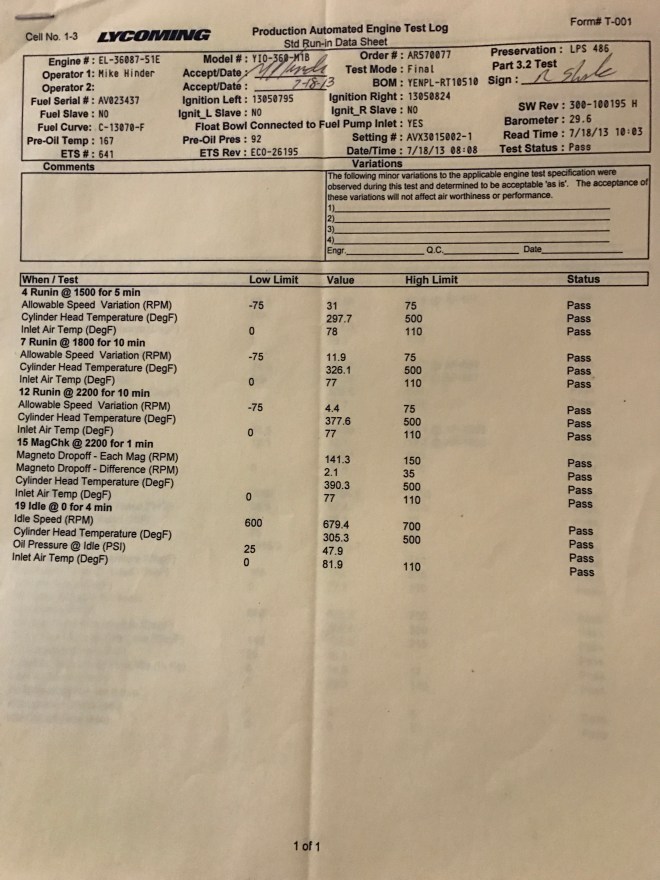 Cell No. 1-3 LYCOMING Production Automated Engine Test Log Form# T-001
Std Run-in Data Sheet
Engine # : EL-36087-51E Model # : YIO-360-M1B Order # : AR570077 Preservation : LPS 486
Operator 1: Mike Hinder Accept/Date : Test Mode : Final Part 3.2 Test
Operator 2: Accept/Date : 7-18-13 BOM : YENPL-RT10510 Sign :
Fuel Serial # : AV023437 Ignition Left : 13050795 Ignition Right : 13050824 SW Rev : 300-100195 H
Fuel Slave : NO Ignit_L Slave : NO Ignit_R Slave : NO Barometer : 29.6
Fuel Curve: C-13070-F Float Bowl Connected to Fuel Pump Inlet : YES Read Time : 7/18/13 10:03
Pre-Oil Temp : 167 Pre-Oil Pres : 92 Setting # : AVX3015002-1 Test Status : Pass
ETS # : 641 ETS Rev : ECO-26195 Date/Time : 7/18/13 08:08
Comments Variations
The following minor variations to the applicable engine test specification were
observed during this test and determined to be acceptable 'as is'. The acceptance of
these variations will not affect air worthiness or performance.
1)
2)
3)
4)
Engr. Q.C. Date
When / Test Low Limit Value High Limit Status
4 Runin @ 1500 for 5 min
Allowable Speed Variation (RPM) -75 31 75 Pass
Cylinder Head Temperature (DegF) 297.7 500 Pass
Inlet Air Temp (DegF) 0 78 110 Pass
7 Runin @ 1800 for 10 min
Allowable Speed Variation (RPM) -75 11.9 75 Pass
Cylinder Head Temperature (DegF) 326.1 500 Pass
Inlet Air Temp (DegF) 0 77 110 Pass
12 Runin @ 2200 for 10 min
Allowable Speed Variation (RPM) -75 4.4 75 Pass
Cylinder Head Temperature (DegF) 377.6 500 Pass
Inlet Air Temp (DegF) 0 77 110 Pass
15 MagChk @ 2200 for 1 min
Magneto Dropoff - Each Mag (RPM) 141.3 150 Pass
Magneto Dropoff - Difference (RPM) 2.1 35 Pass
Cylinder Head Temperature (DegF) 390.3 500 Pass
Inlet Air Temp (DegF) 0 77 110 Pass
19 Idle @ 0 for 4 min
Idle Speed (RPM) 600 679.4 700 Pass
Cylinder Head Temperature (DegF) 305.3 500 Pass
Oil Pressure @ Idle (PSI) 25 47.9 Pass
Inlet Air Temp (DegF) 0 81.9 110 Pass
1 of 1